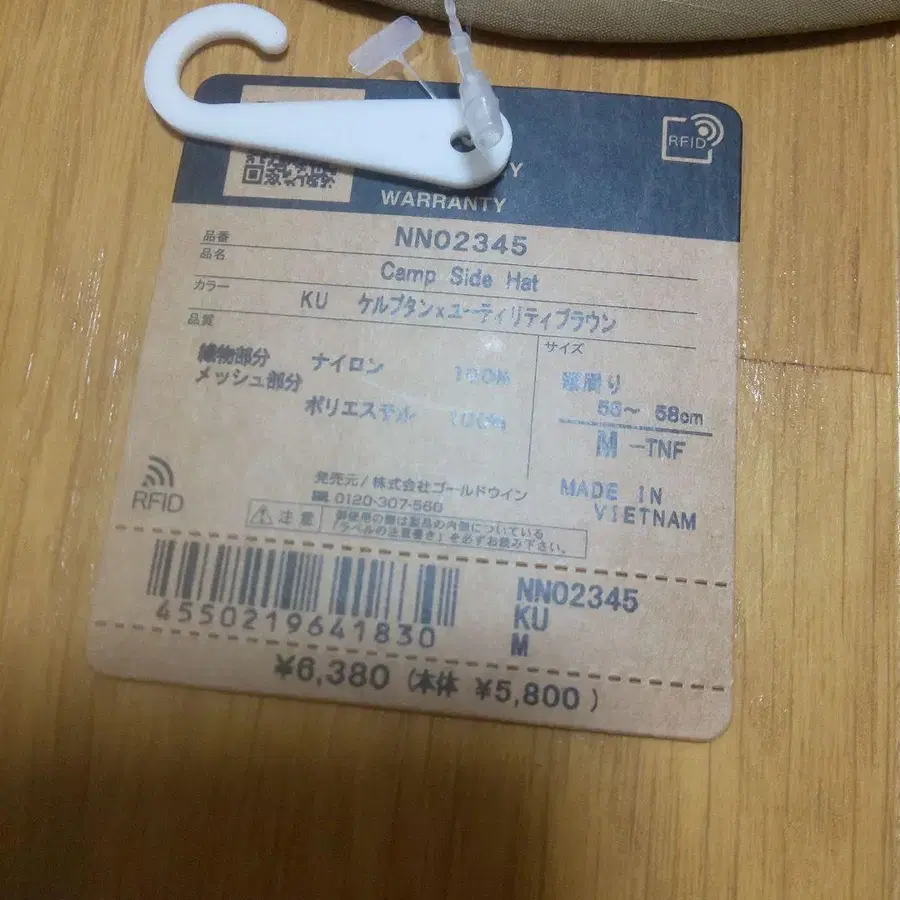 RFID
WARRANTY
品番 NN02345
品名 Camp Side Hat
カラー KU ケルプタン×ユーティリティブラウン
品質
サイズ
織物部分 ナイロン 100%
メッシュ部分 ポリエステル 100%
頭周り
56~ 58cm
M -TNF
MADE IN
VIETNAM
発売元/株式会社ゴールドウイン
0120-307-560
RFID
注意
御使用の際は製品の内側についている
「ラベルの注意書き」を必ずお読み下さい。
4550219641830
NN02345
KU
M
¥6,380 (本体 ¥5,800 )